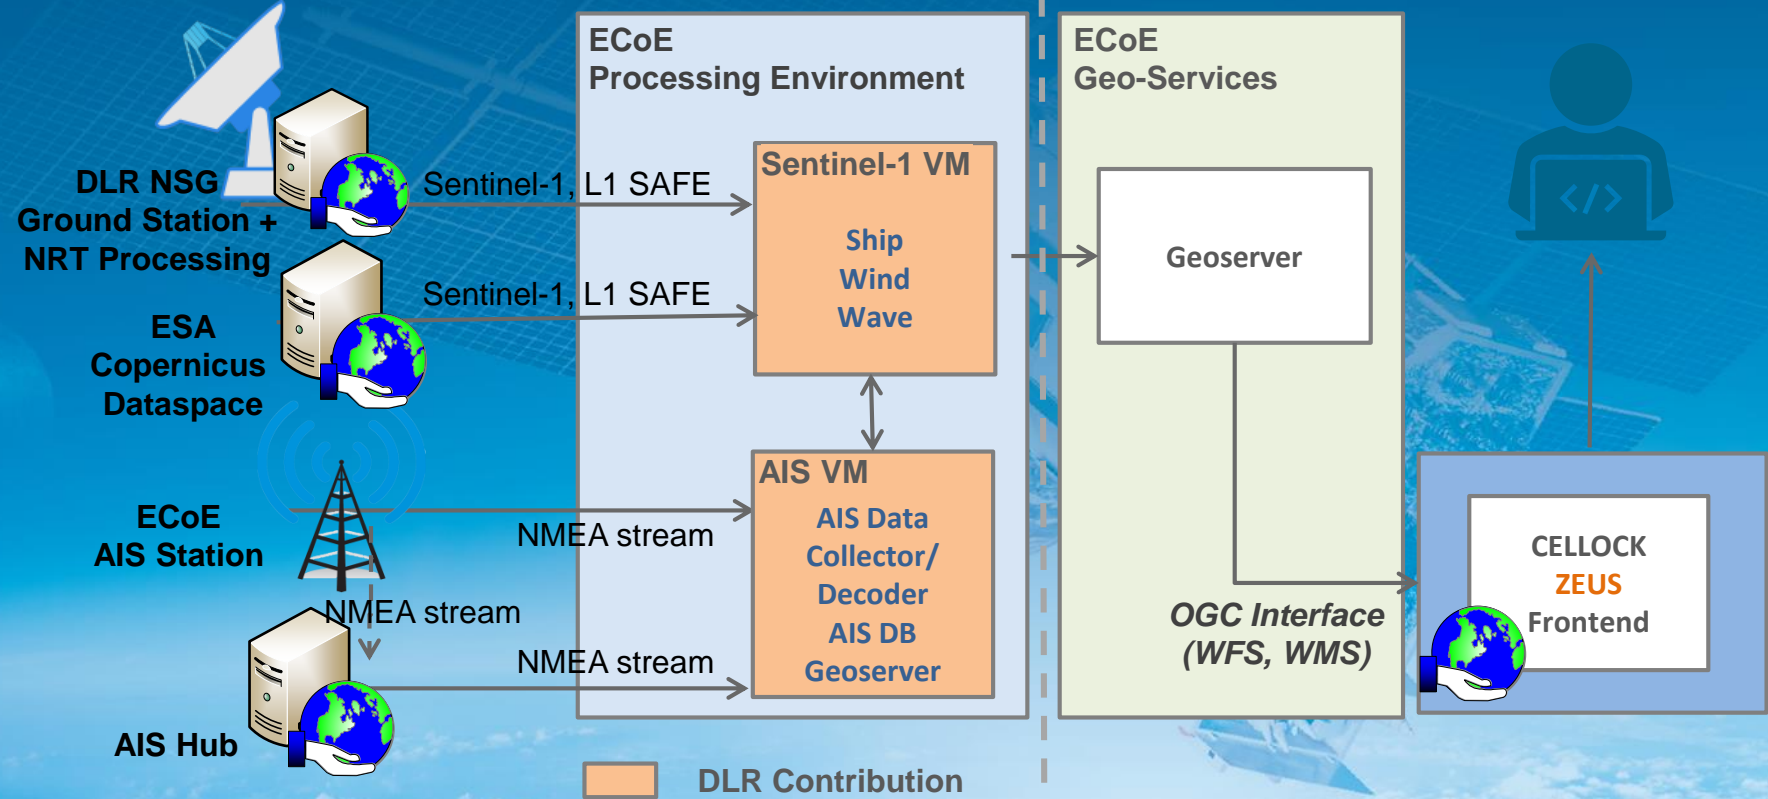 ECoE
Processing Environment
ECoE
Geo-Services
DLR NSG
Ground Station +
NRT Processing
Sentinel-1, L1 SAFE
Sentinel-1 VM
Ship
Wind
Wave
Geoserver
</>
ESA
Copernicus
Dataspace
Sentinel-1, L1 SAFE
ECoE
AIS Station
NMEA stream
AIS VM
AIS Data
Collector/
Decoder
AIS DB
Geoserver
NMEA stream
NMEA stream
AIS Hub
OGC Interface
(WFS, WMS)
CELLOCK
ZEUS
Frontend
DLR Contribution